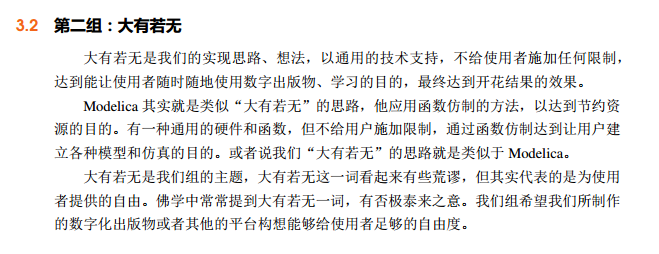 3.2 第二组：大有若无
大有若无是我们的实现思路、想法，以通用的技术支持，不给使用者施加任何限制，
达到能让使用者随时随地使用数字出版物、学习的目的，最终达到开花结果的效果。
Modelica 其实就是类似“大有若无”的思路，他应用函数仿制的方法，以达到节约资
源的目的。有一种通用的硬件和函数，但不给用户施加限制，通过函数仿制达到让用户建
立各种模型和仿真的目的。或者说我们“大有若无”的思路就是类似于 Modelica。
大有若无是我们组的主题，大有若无这一词看起来有些荒谬，但其实代表的是为使用
者提供的自由。佛学中常常提到大有若无一词，有否极泰来之意。我们组希望我们所制作
的数字化出版物或者其他的平台构想能够给使用者足够的自由度。